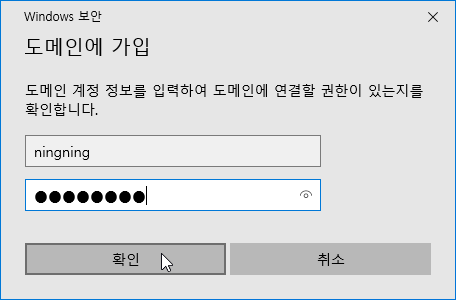 Windows 보안
도메인에 가입
도메인 계정 정보를 입력하여 도메인에 연결할 권한이 있는지를
확인합니다.
ningning
●●●●●●●●
확인
취소